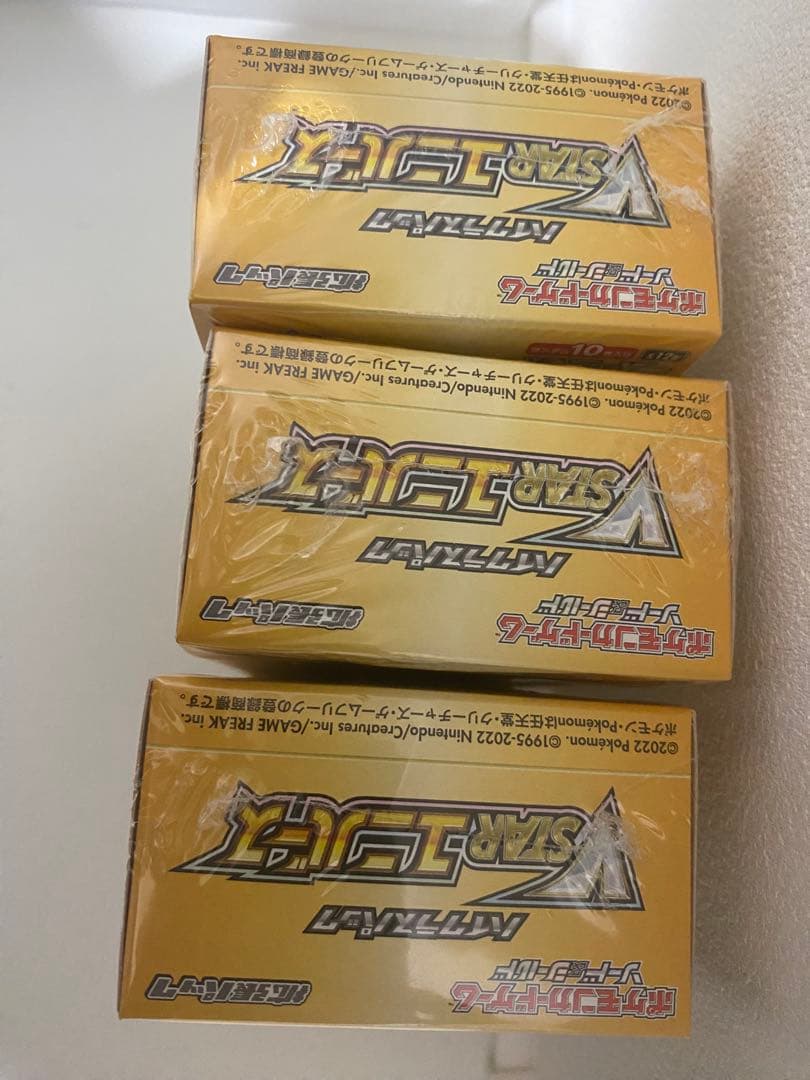 ポケモンカードゲーム
ソード&シールド
拡張パック
ハイクラスパック
VSTARユニバース
©2022 Pokémon. ©1995-2022 Nintendo/Creatures Inc./GAME FREAK inc.
ポケモン・Pokémonは任天堂・クリーチャーズ・ゲームフリークの登録商標です。
10
ポケモンカードゲーム
ソード&シールド
拡張パック
ハイクラスパック
VSTARユニバース
©2022 Pokémon. ©1995-2022 Nintendo/Creatures Inc./GAME FREAK inc.
ポケモン・Pokémonは任天堂・クリーチャーズ・ゲームフリークの登録商標です。
ポケモンカードゲーム
ソード&シールド
拡張パック
ハイクラスパック
VSTARユニバース
©2022 Pokémon. ©1995-2022 Nintendo/Creatures Inc./GAME FREAK inc.
ポケモン・Pokémonは任天堂・クリーチャーズ・ゲームフリークの登録商標です。